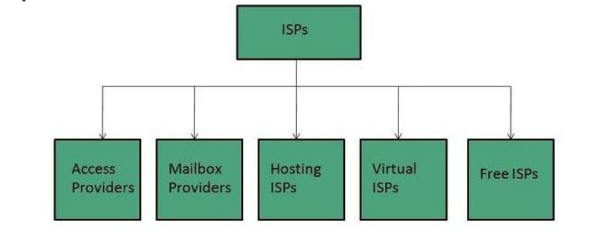 ISPs
Access
Providers
Mailbox
Providers
Hosting
ISPs
Virtual
ISPs
Free ISPs